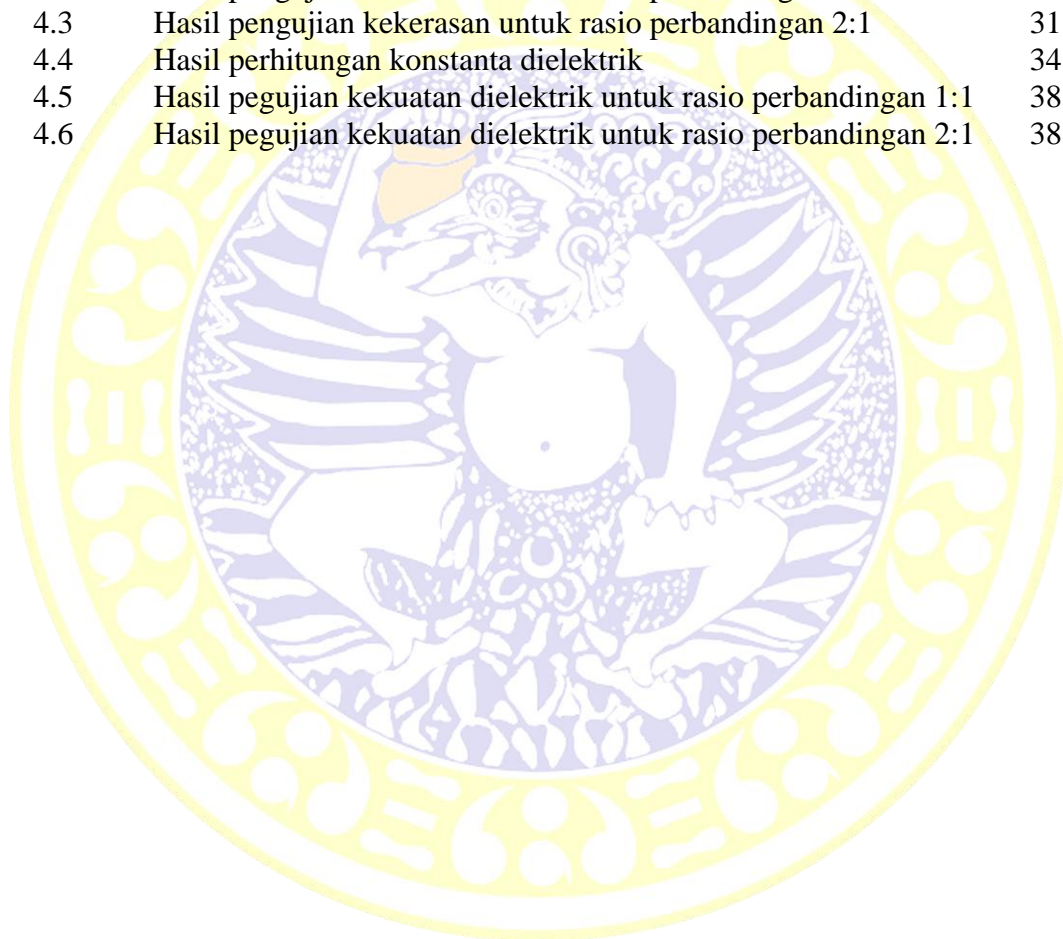 4.3 Hasil pengujian kekerasan untuk rasio perbandingan 2:1 31
4.4 Hasil perhitungan konstanta dielektrik 34
4.5 Hasil pegujian kekuatan dielektrik untuk rasio perbandingan 1:1 38
4.6 Hasil pegujian kekuatan dielektrik untuk rasio perbandingan 2:1 38